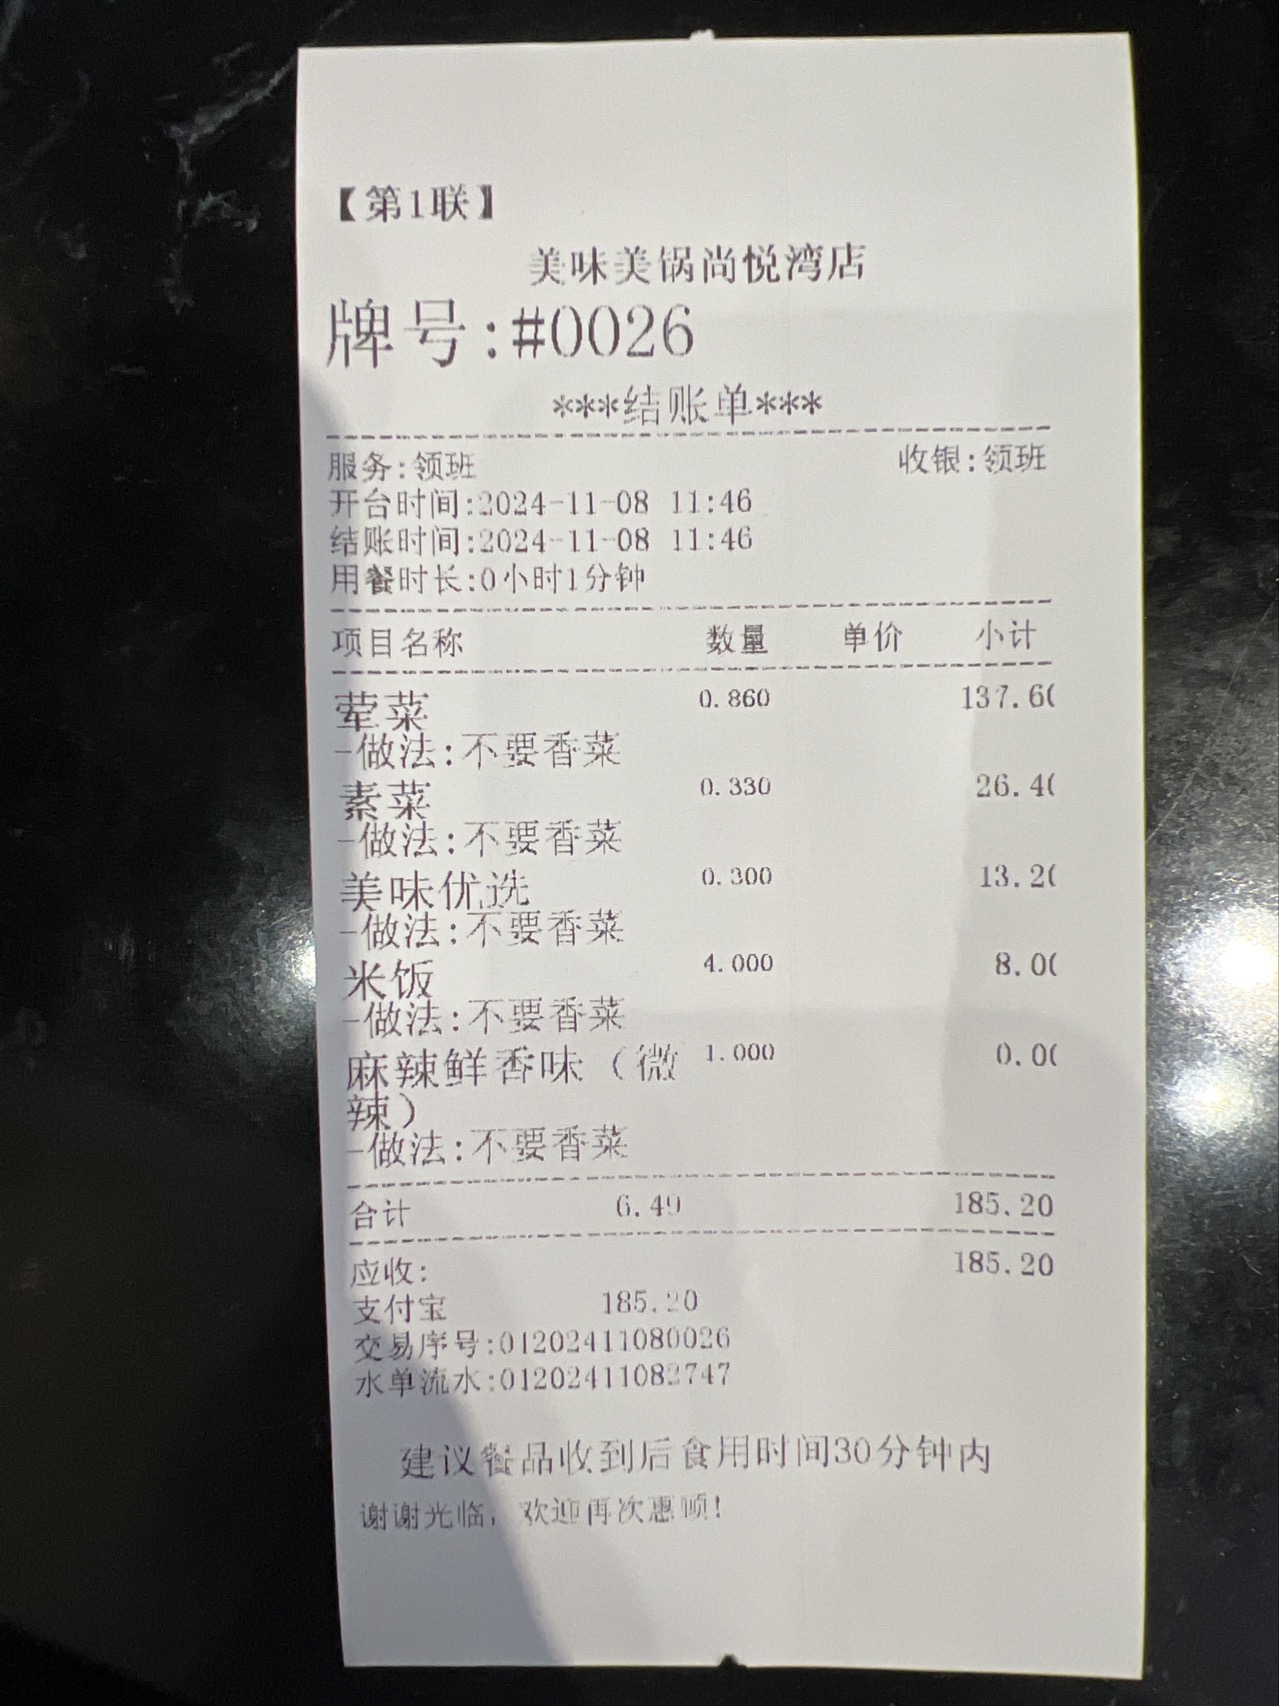 【第1联】
美味美锅尚悦湾店
牌号:#0026
***结账单***
服务:领班 收银:领班
开台时间:2024-11-08 11:46
结账时间:2024-11-08 11:46
用餐时长:0小时1分钟
项目名称 数量 单价 小计
荤菜 0.860 137.60
-做法:不要香菜
素菜 0.330 26.40
-做法:不要香菜
美味优选 0.300 13.20
-做法:不要香菜
米饭 4.000 8.00
-做法:不要香菜
麻辣鲜香味（微 1.000 0.00
辣）
-做法:不要香菜
合计 6.49 185.20
应收: 185.20
支付宝 185.20
交易序号:01202411080026
水单流水:01202411082747
建议餐品收到后食用时间30分钟内
谢谢光临，欢迎再次惠顾!